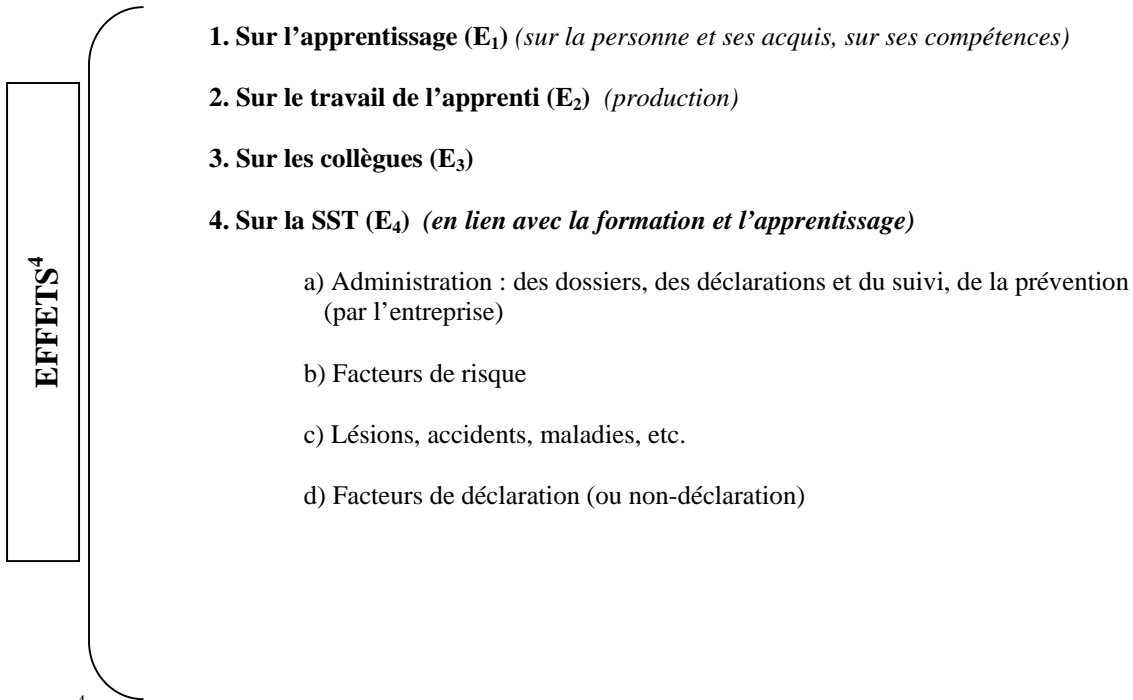 1. Sur l’apprentissage (E₁) (sur la personne et ses acquis, sur ses compétences)
2. Sur le travail de l’apprenti (E₂) (production)
3. Sur les collègues (E₃)
4. Sur la SST (E₄) (en lien avec la formation et l’apprentissage)
EFFETS⁴
a) Administration : des dossiers, des déclarations et du suivi, de la prévention
(par l’entreprise)
b) Facteurs de risque
c) Lésions, accidents, maladies, etc.
d) Facteurs de déclaration (ou non-déclaration)
4